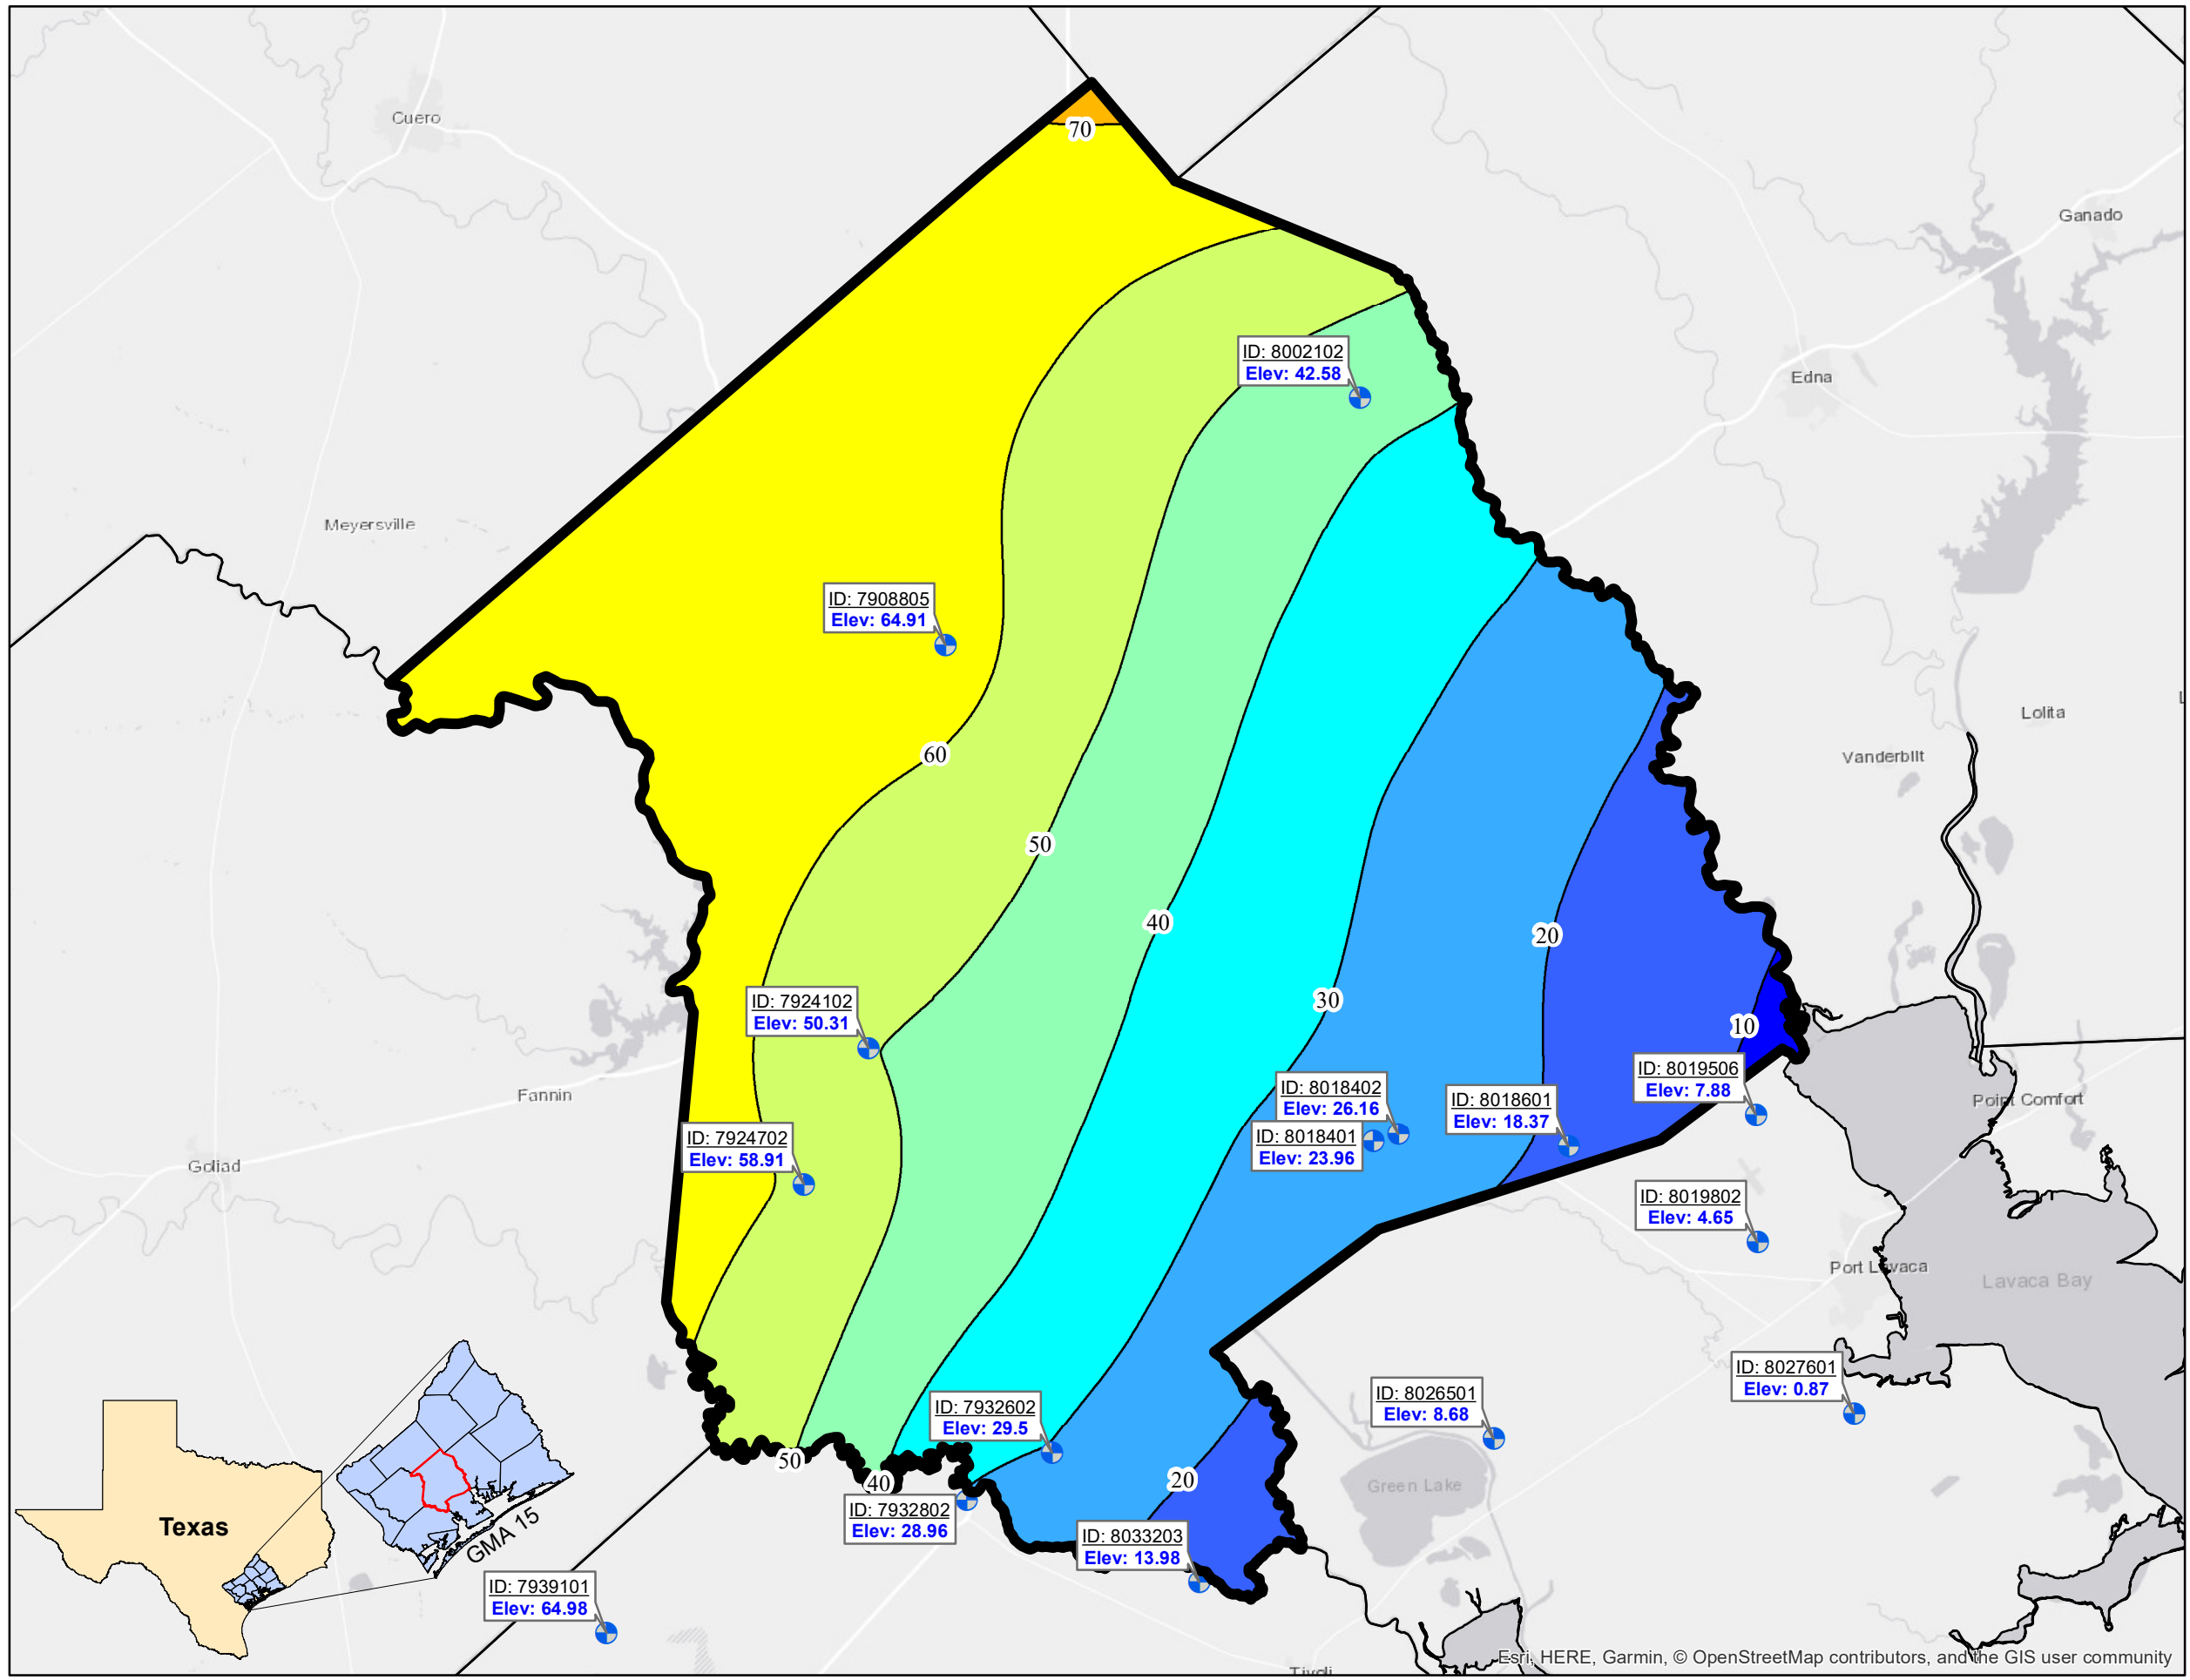 Cuero
70
Ganado
ID: 8002102
Elev: 42.58
Edna
Meyersville
ID: 7908805
Elev: 64.91
Lolita
60
Vanderbilt
50
40
20
ID: 7924102
Elev: 50.31
30
10
Fannin
ID: 8018402
Elev: 26.16
ID: 8018601
Elev: 18.37
ID: 8019506
Elev: 7.88
Point Comfort
ID: 7924702
Elev: 58.91
ID: 8018401
Elev: 23.96
Goliad
ID: 8019802
Elev: 4.65
Port Lavaca
Lavaca Bay
ID: 8027601
Elev: 0.87
ID: 7932602
Elev: 29.5
ID: 8026501
Elev: 8.68
50
40
20
Green Lake
ID: 7932802
Elev: 28.96
Texas
GMA 15
ID: 8033203
Elev: 13.98
ID: 7939101
Elev: 64.98
Tivoli
Esri, HERE, Garmin, © OpenStreetMap contributors, and the GIS user community